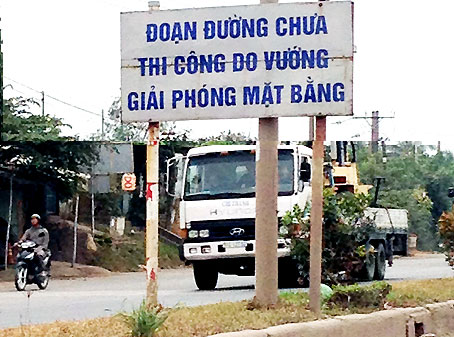 ĐOẠN ĐƯỜNG CHƯA
THI CÔNG DO VƯỚNG
GIẢI PHÓNG MẶT BẰNG